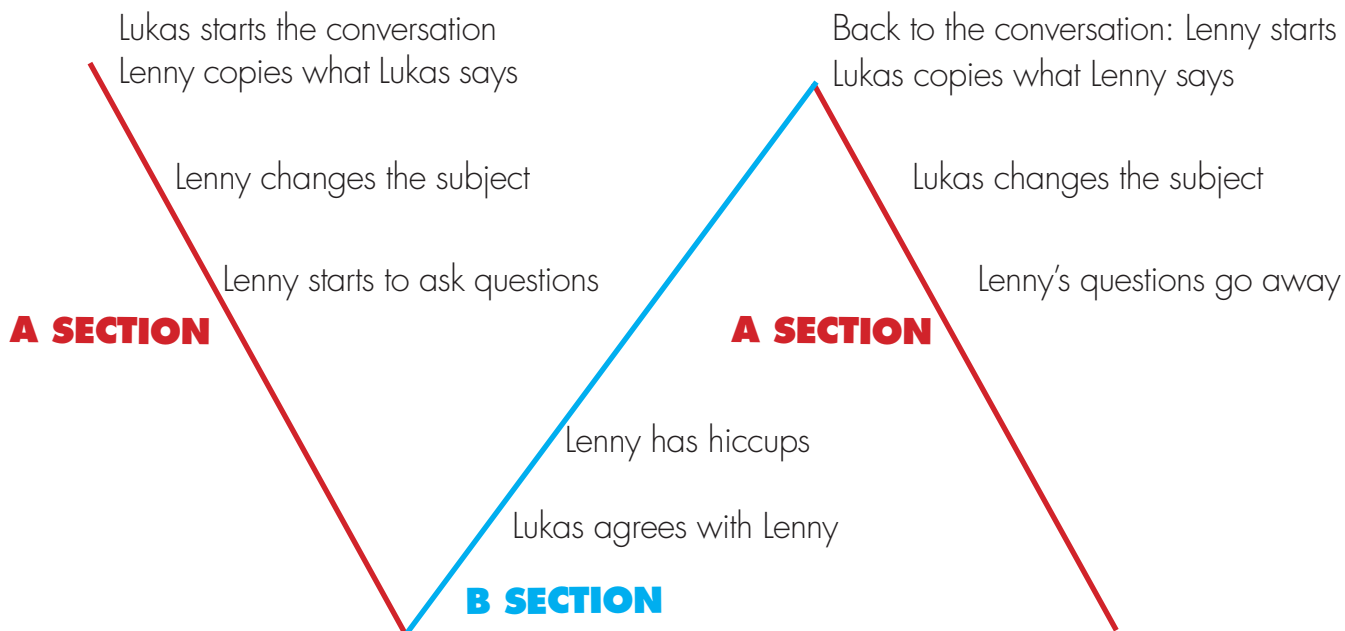 Lukas starts the conversation
Lenny copies what Lukas says
Lenny changes the subject
Lenny starts to ask questions
A SECTION
Lenny has hiccups
Lukas agrees with Lenny
B SECTION
Back to the conversation: Lenny starts
Lukas copies what Lenny says
Lukas changes the subject
Lenny’s questions go away
A SECTION